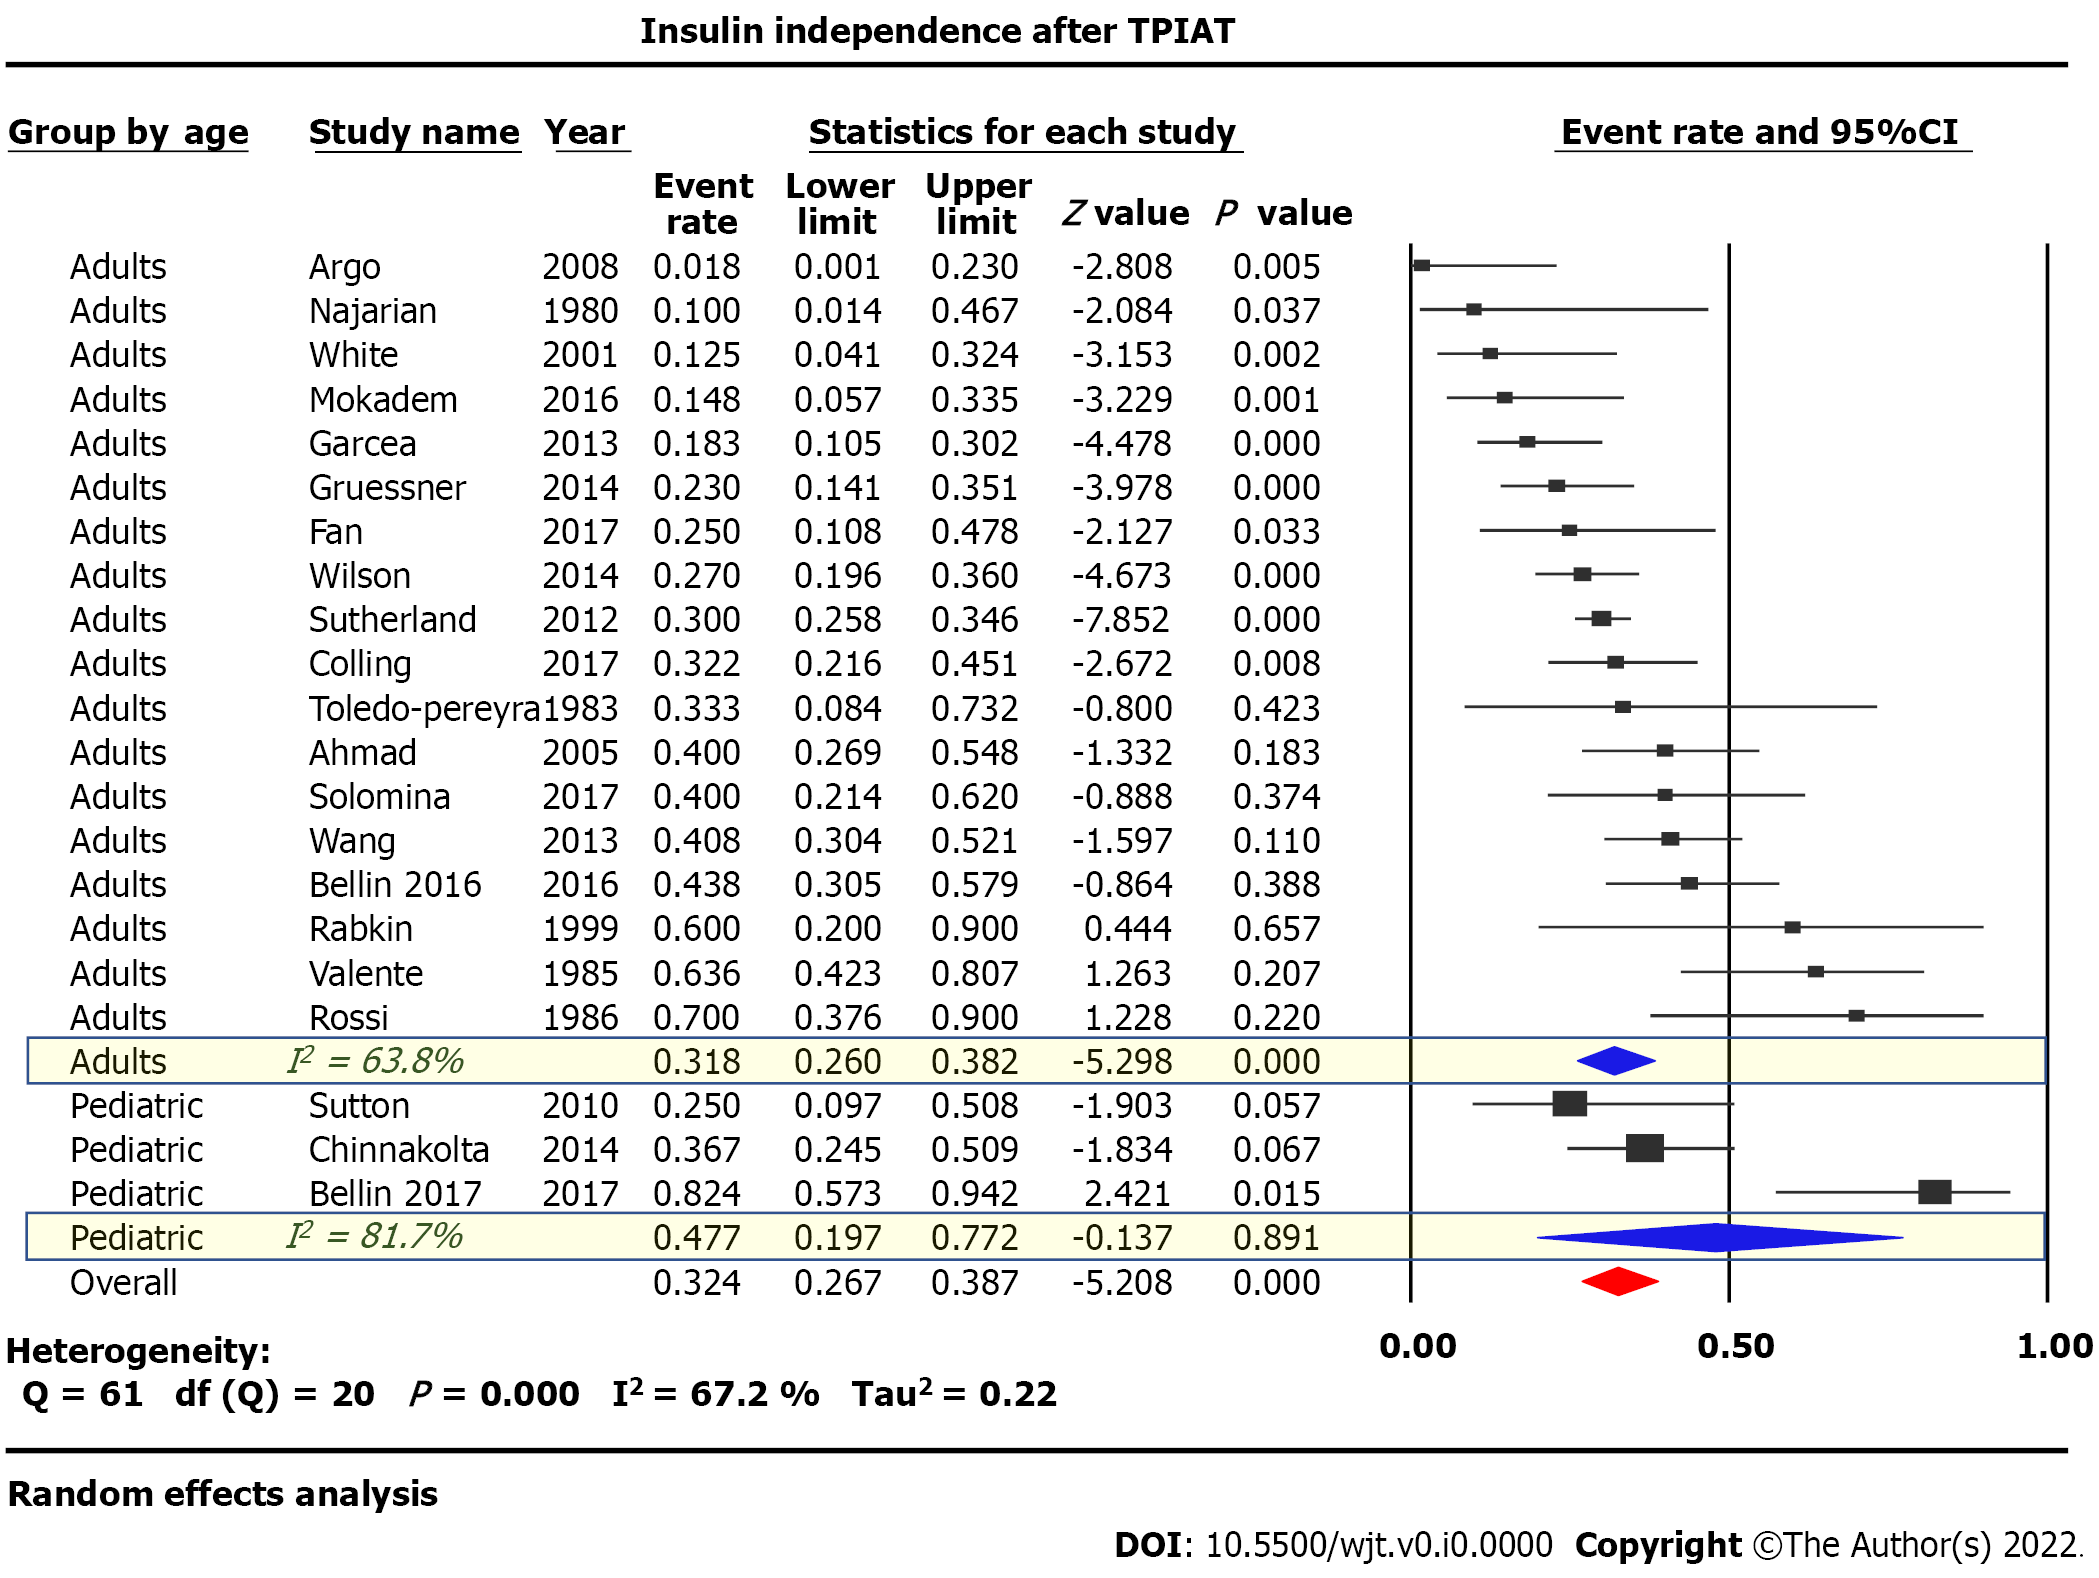 Insulin independence after TPIAT
Group by age Study name Year Statistics for each study Event rate and 95%CI
Event rate Lower limit Upper limit Z value P value
Adults Argo 2008 0.018 0.001 0.230 -2.808 0.005
Adults Najarian 1980 0.100 0.014 0.467 -2.084 0.037
Adults White 2001 0.125 0.041 0.324 -3.153 0.002
Adults Mokadem 2016 0.148 0.057 0.335 -3.229 0.001
Adults Garcea 2013 0.183 0.105 0.302 -4.478 0.000
Adults Gruessner 2014 0.230 0.141 0.351 -3.978 0.000
Adults Fan 2017 0.250 0.108 0.478 -2.127 0.033
Adults Wilson 2014 0.270 0.196 0.360 -4.673 0.000
Adults Sutherland 2012 0.300 0.258 0.346 -7.852 0.000
Adults Colling 2017 0.322 0.216 0.451 -2.672 0.008
Adults Toledo-pereyra 1983 0.333 0.084 0.732 -0.800 0.423
Adults Ahmad 2005 0.400 0.269 0.548 -1.332 0.183
Adults Solomina 2017 0.400 0.214 0.620 -0.888 0.374
Adults Wang 2013 0.408 0.304 0.521 -1.597 0.110
Adults Bellin 2016 2016 0.438 0.305 0.579 -0.864 0.388
Adults Rabkin 1999 0.600 0.200 0.900 0.444 0.657
Adults Valente 1985 0.636 0.423 0.807 1.263 0.207
Adults Rossi 1986 0.700 0.376 0.900 1.228 0.220
Adults I² = 63.8% 0.318 0.260 0.382 -5.298 0.000
Pediatric Sutton 2010 0.250 0.097 0.508 -1.903 0.057
Pediatric Chinnakolta 2014 0.367 0.245 0.509 -1.834 0.067
Pediatric Bellin 2017 2017 0.824 0.573 0.942 2.421 0.015
Pediatric I² = 81.7% 0.477 0.197 0.772 -0.137 0.891
Overall 0.324 0.267 0.387 -5.208 0.000
0.00 0.50 1.00
Heterogeneity:
Q = 61 df (Q) = 20 P = 0.000 I² = 67.2 % Tau² = 0.22
Random effects analysis
DOI: 10.5500/wjt.v0.i0.0000 Copyright ©The Author(s) 2022.